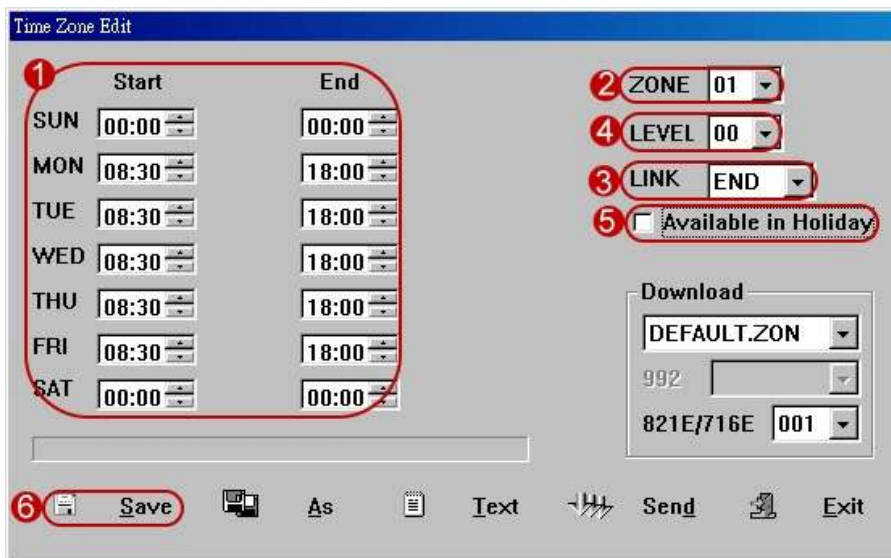 Time Zone Edit
1
Start End
2 ZONE 01
SUN 00:00 00:00
4 LEVEL 00
MON 08:30 18:00
3 LINK END
TUE 08:30 18:00
5 Available in Holiday
WED 08:30 18:00
THU 08:30 18:00
Download
DEFAULT.ZON
FRI 08:30 18:00
992
SAT 00:00 00:00
821E/716E 001
6 Save As Text Send Exit